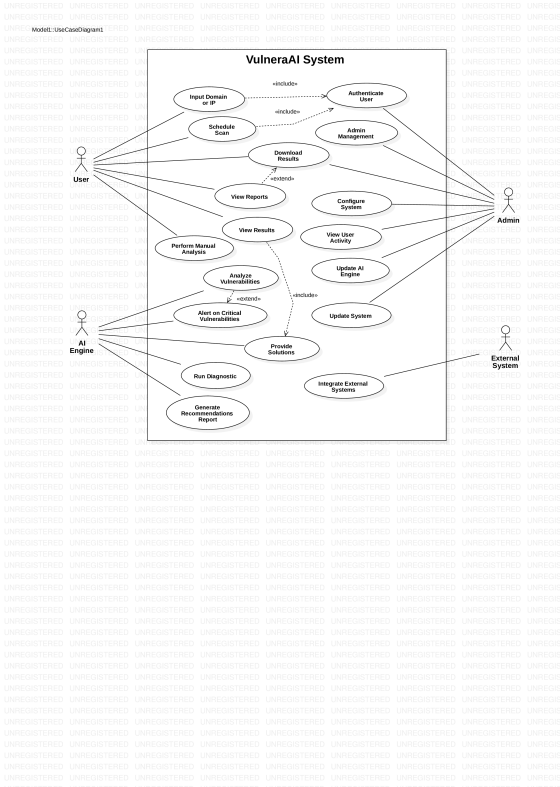 Model1::UseCaseDiagram1
VulneraAI System
«include»
Authenticate
User
Input Domain
or IP
«include»
Schedule
Scan
Admin
Management
Download
Results
User
«extend»
View Reports
Configure
System
Admin
View Results
View User
Activity
Perform Manual
Analysis
Update AI
Engine
Analyze
Vulnerabilities
«extend»
«include»
Alert on Critical
Vulnerabilities
Update System
AI
Engine
Provide
Solutions
External
System
Run Diagnostic
Integrate External
Systems
Generate
Recommendations
Report
UNREGISTERED